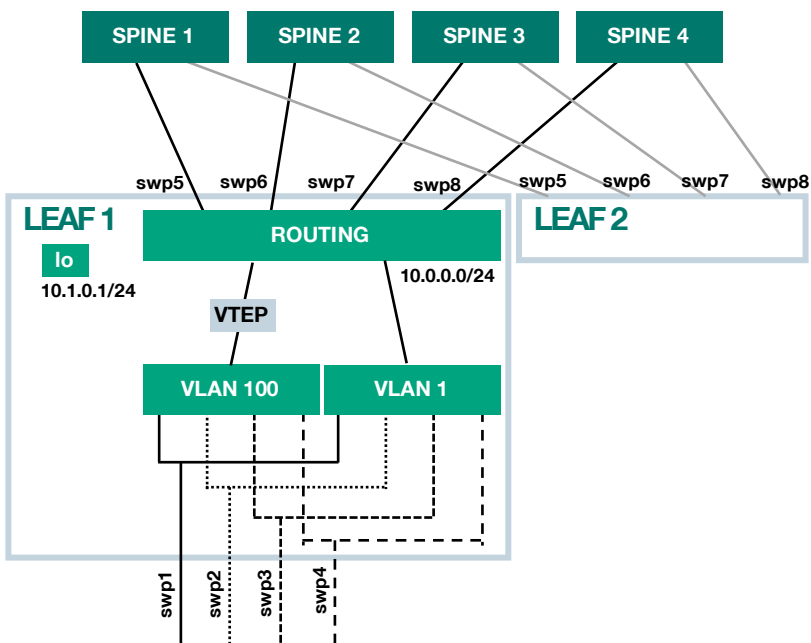 SPINE 1
SPINE 2
SPINE 3
SPINE 4
swp5
swp6
swp7
swp8
swp5
swp6
swp7
swp8
LEAF 1
ROUTING
LEAF 2
lo
10.1.0.1/24
10.0.0.0/24
VTEP
VLAN 100
VLAN 1
swp1
swp2
swp3
swp4